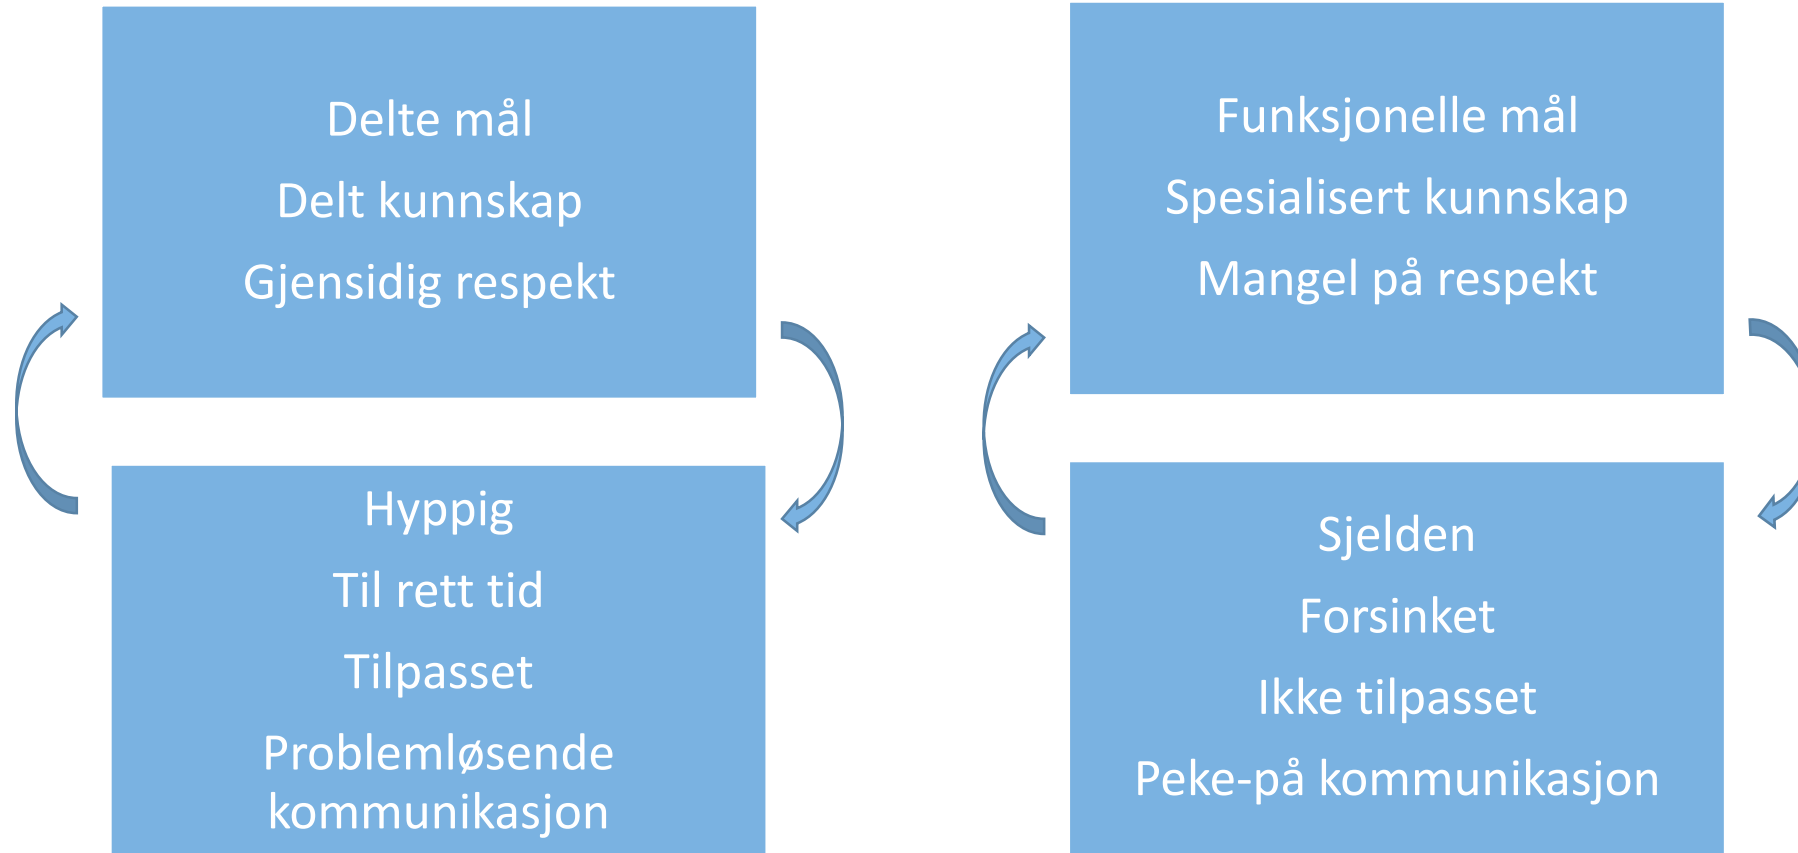 Delte mål
Delt kunnskap
Gjensidig respekt
Hyppig
Til rett tid
Tilpasset
Problemløsende
kommunikasjon
Funksjonelle mål
Spesialisert kunnskap
Mangel på respekt
Sjelden
Forsinket
Ikke tilpasset
Peke-på kommunikasjon